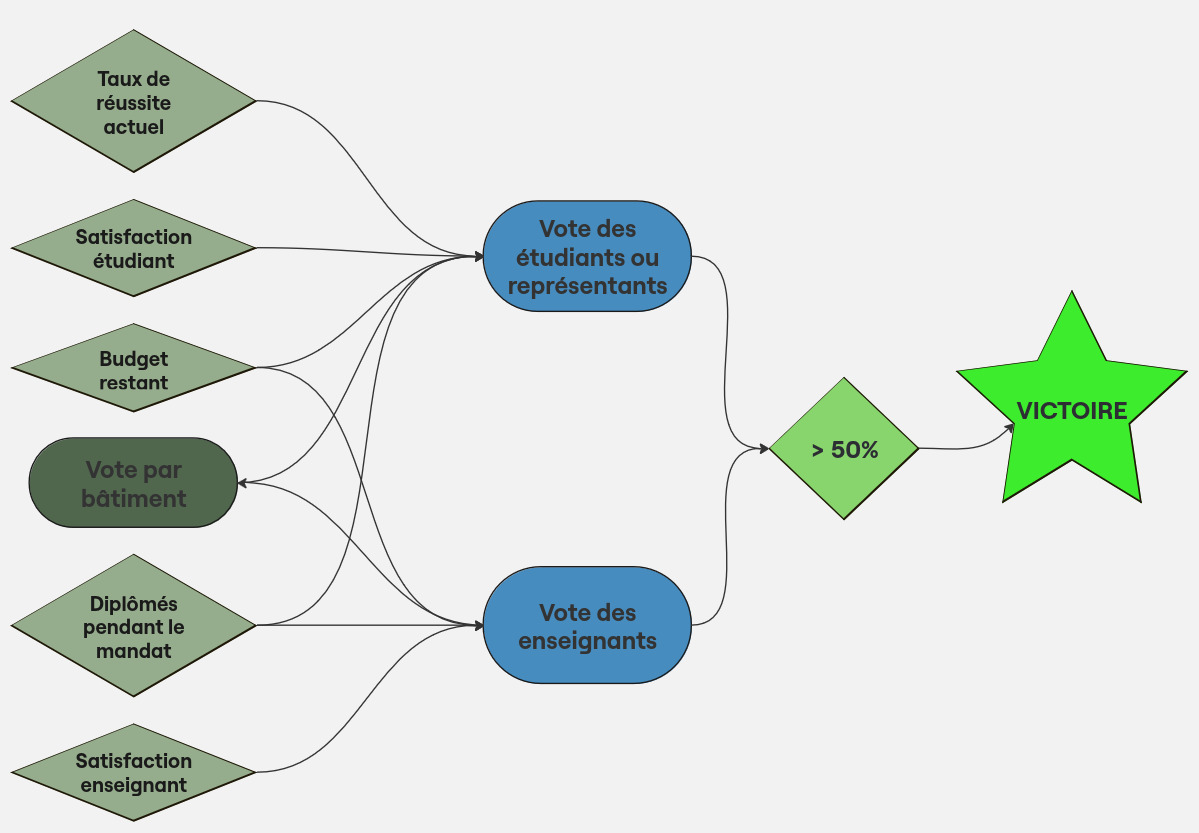 Taux de
réussite
actuel
Satisfaction
étudiant
Budget
restant
Vote par
bâtiment
Diplômés
pendant le
mandat
Satisfaction
enseignant
Vote des
étudiants ou
représentants
Vote des
enseignants
> 50%
VICTOIRE